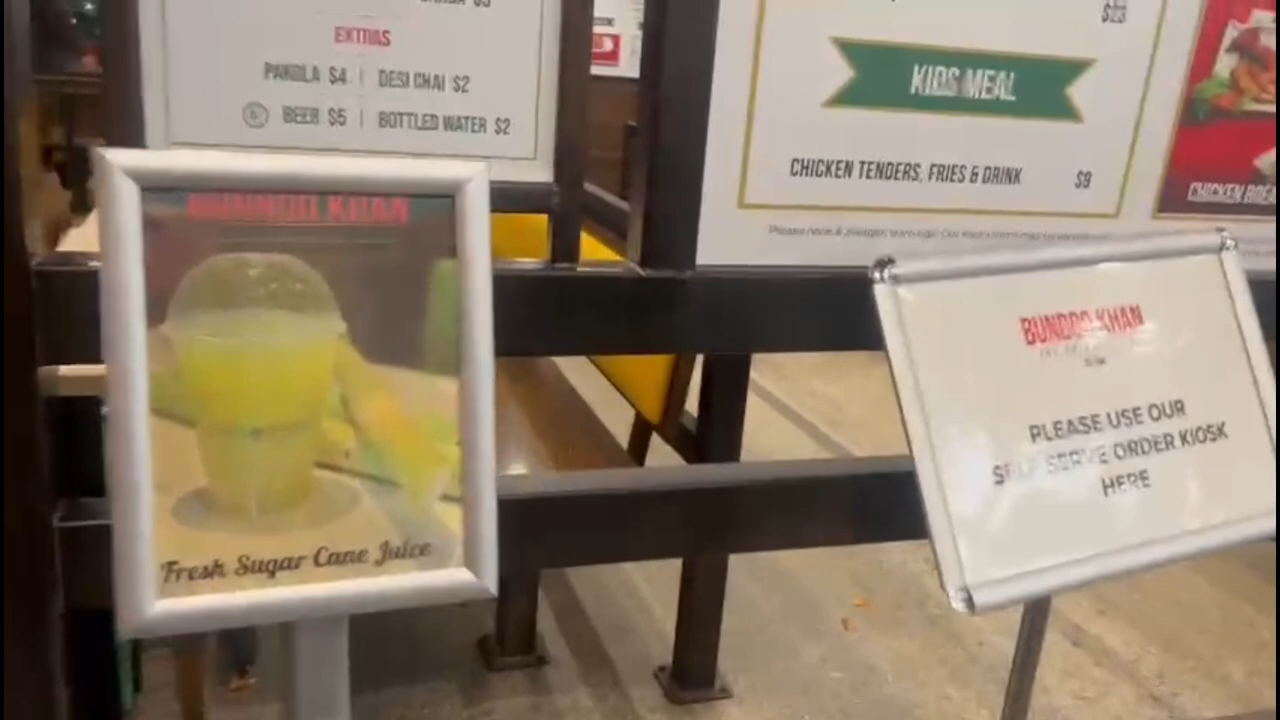 EXTRAS
PAKOLA $4 | DESI CHAI $2
BEER $5 | BOTTLED WATER $2
KIDS MEAL
CHICKEN TENDERS, FRIES & DRINK $9
CHICKEN
BUNDOO KHAN
Fresh Sugar Cane Juice
BUNDOO KHAN
PLEASE USE OUR
SELF SERVE ORDER KIOSK
HERE